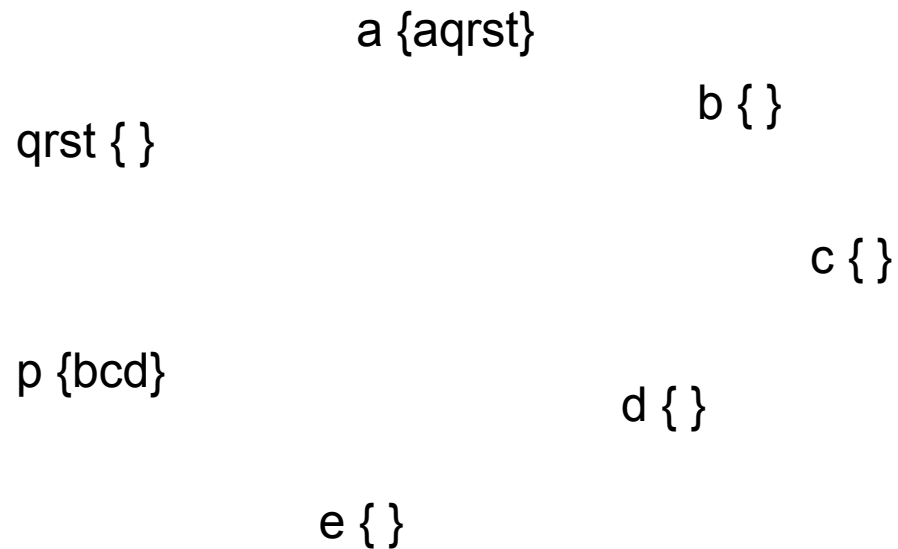 a {aqrst}
b { }
qrst { }
c { }
p {bcd}
d { }
e { }